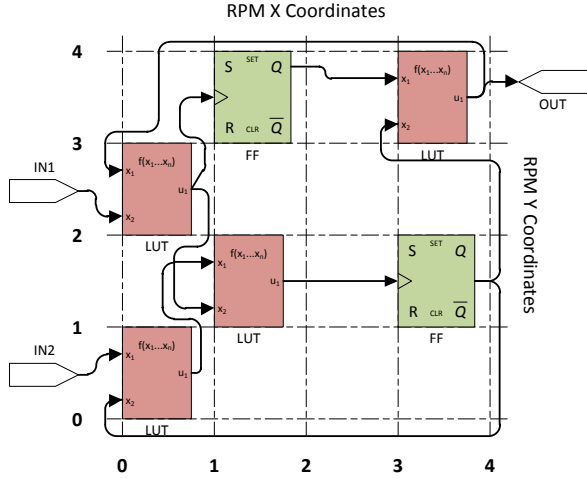 RPM X Coordinates
4
S SET Q
R CLR Q
FF
f(x1...xn)
x1
u1
x2
LUT
OUT
3
IN1
f(x1...xn)
x1
u1
x2
LUT
RPM Y Coordinates
2
f(x1...xn)
x1
u1
x2
LUT
S SET Q
R CLR Q
FF
1
IN2
f(x1...xn)
x1
u1
x2
LUT
0
0 1 2 3 4